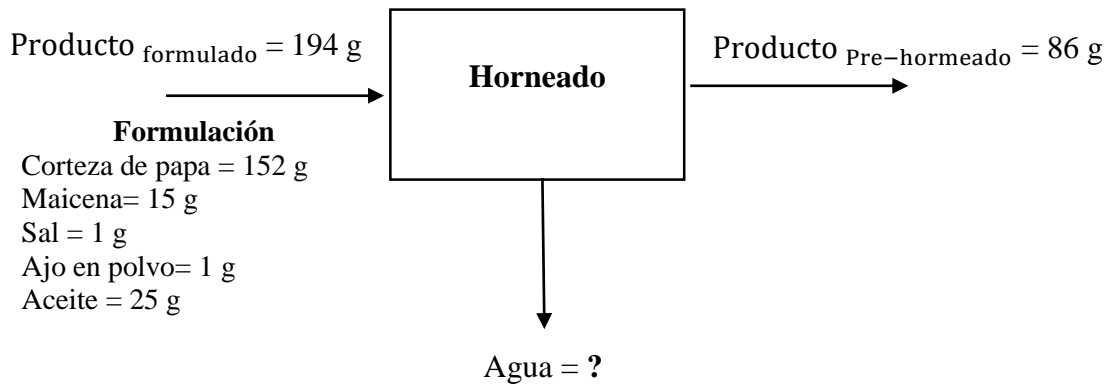 Producto formulado = 194 g
Horneado
Producto Pre−hormeado = 86 g
Formulación
Corteza de papa = 152 g
Maicena= 15 g
Sal = 1 g
Ajo en polvo= 1 g
Aceite = 25 g
Agua = ?